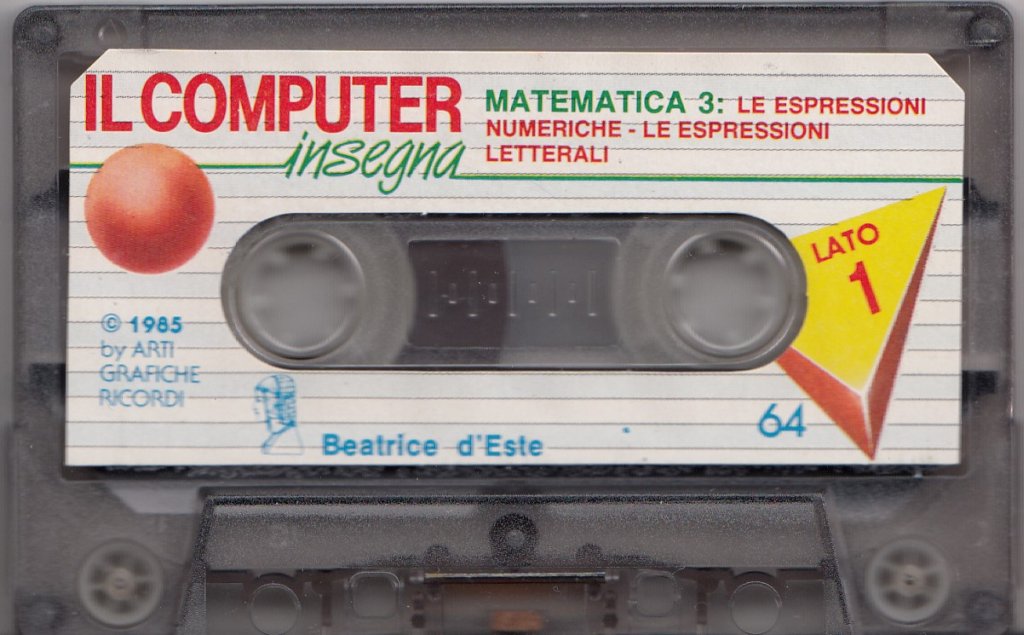 IL COMPUTER
insegna
MATEMATICA 3: LE ESPRESSIONI
NUMERICHE - LE ESPRESSIONI
LETTERALI
LATO
1
© 1985
by ARTI
GRAFICHE
RICORDI
Beatrice d'Este
64